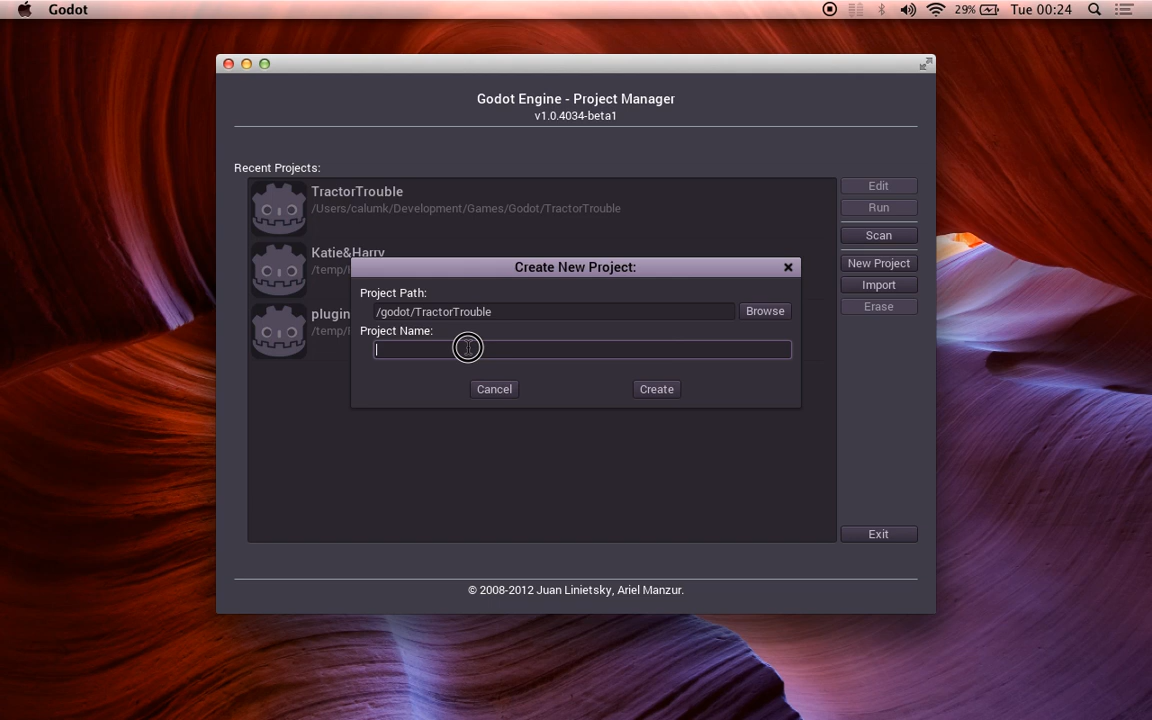 Godot
29%
Tue 00:24
Godot Engine - Project Manager
v1.0.4034-beta1
Recent Projects:
TractorTrouble
/Users/calumk/Development/Games/Godot/TractorTrouble
Edit
Run
Scan
Katie&Harry
/temp/
New Project
Create New Project:
Import
Project Path:
/godot/TractorTrouble
Browse
Erase
plugin
/temp/
Project Name:
Cancel
Create
Exit
© 2008-2012 Juan Linietsky, Ariel Manzur.